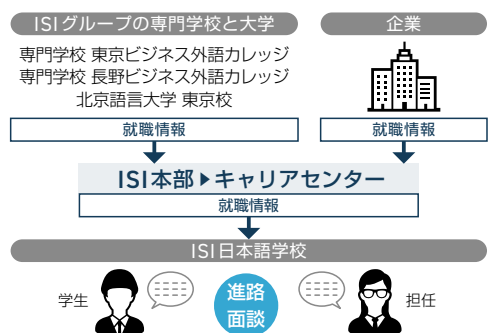 ISIグループの専門学校と大学
専門学校 東京ビジネス外語カレッジ
専門学校 長野ビジネス外語カレッジ
北京語言大学 東京校
就職情報
企業
就職情報
ISI本部▶キャリアセンター
就職情報
ISI日本語学校
学生
進路
面談
担任